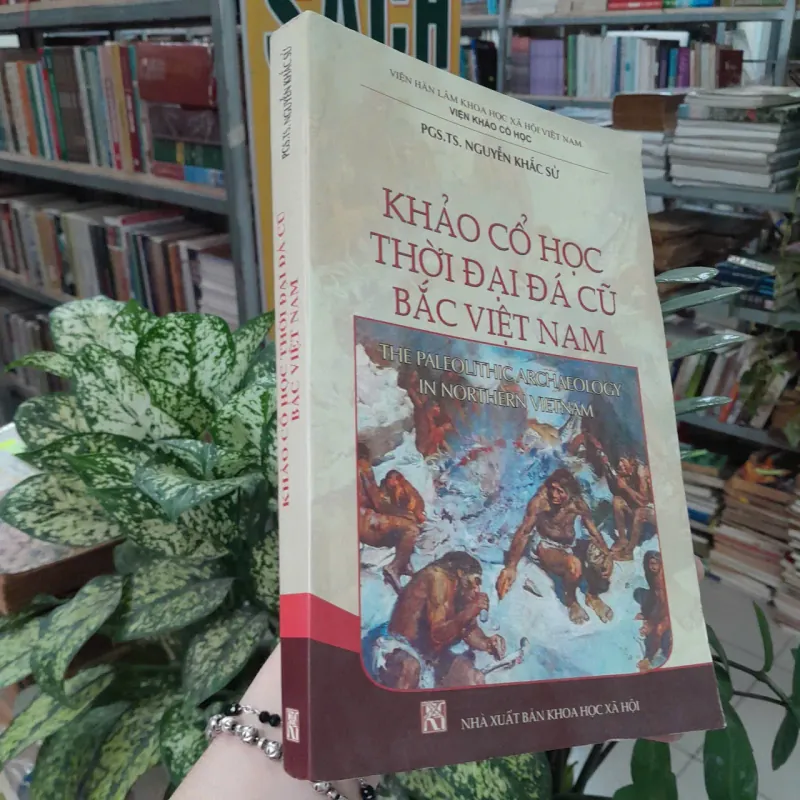 SÁCH
VIỆN HÀN LÂM KHOA HỌC XÃ HỘI VIỆT NAM
VIỆN KHẢO CỔ HỌC
PGS.TS. NGUYỄN KHẮC SỬ
KHẢO CỔ HỌC
THỜI ĐẠI ĐÁ CŨ
BẮC VIỆT NAM
THE PALEOLITHIC ARCHAEOLOGY
IN NORTHERN VIETNAM
NHÀ XUẤT BẢN KHOA HỌC XÃ HỘI
PGS.TS. NGUYỄN KHẮC SỬ
KHẢO CỔ HỌC THỜI ĐẠI ĐÁ CŨ
BẮC VIỆT NAM